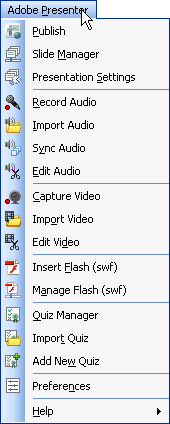 Adobe Presenter
Publish
Slide Manager
Presentation Settings
Record Audio
Import Audio
Sync Audio
Edit Audio
Capture Video
Import Video
Edit Video
Insert Flash (swf)
Manage Flash (swf)
Quiz Manager
Import Quiz
Add New Quiz
Preferences
Help